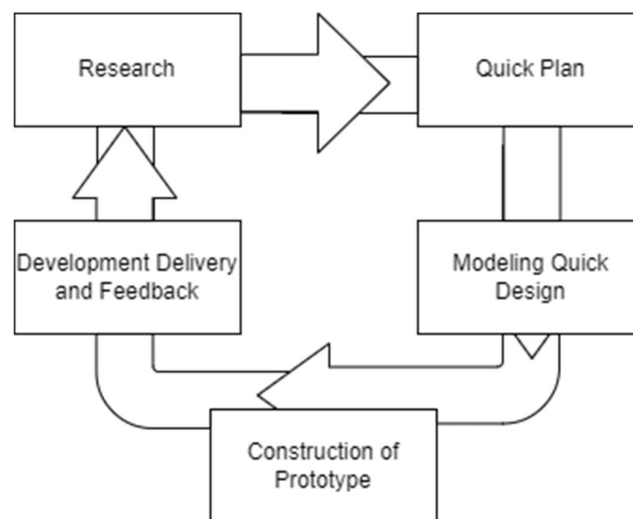 Research
Quick Plan
Development Delivery
and Feedback
Modeling Quick
Design
Construction of
Prototype